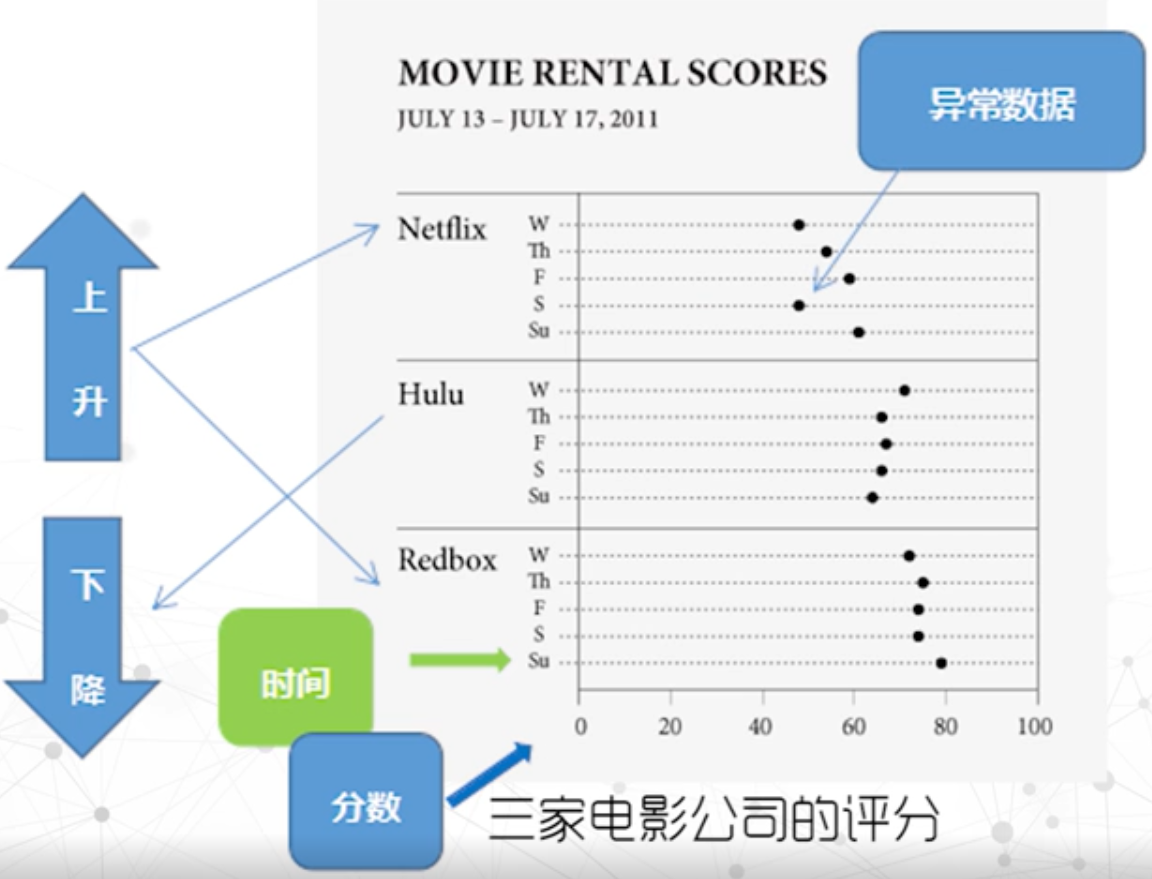 MOVIE RENTAL SCORES
JULY 13 – JULY 17, 2011
异常数据
上
升
下
降
Netflix
W
Th
F
S
Su
Hulu
W
Th
F
S
Su
Redbox
W
Th
F
S
Su
时间
0 20 40 60 80 100
分数
三家电影公司的评分